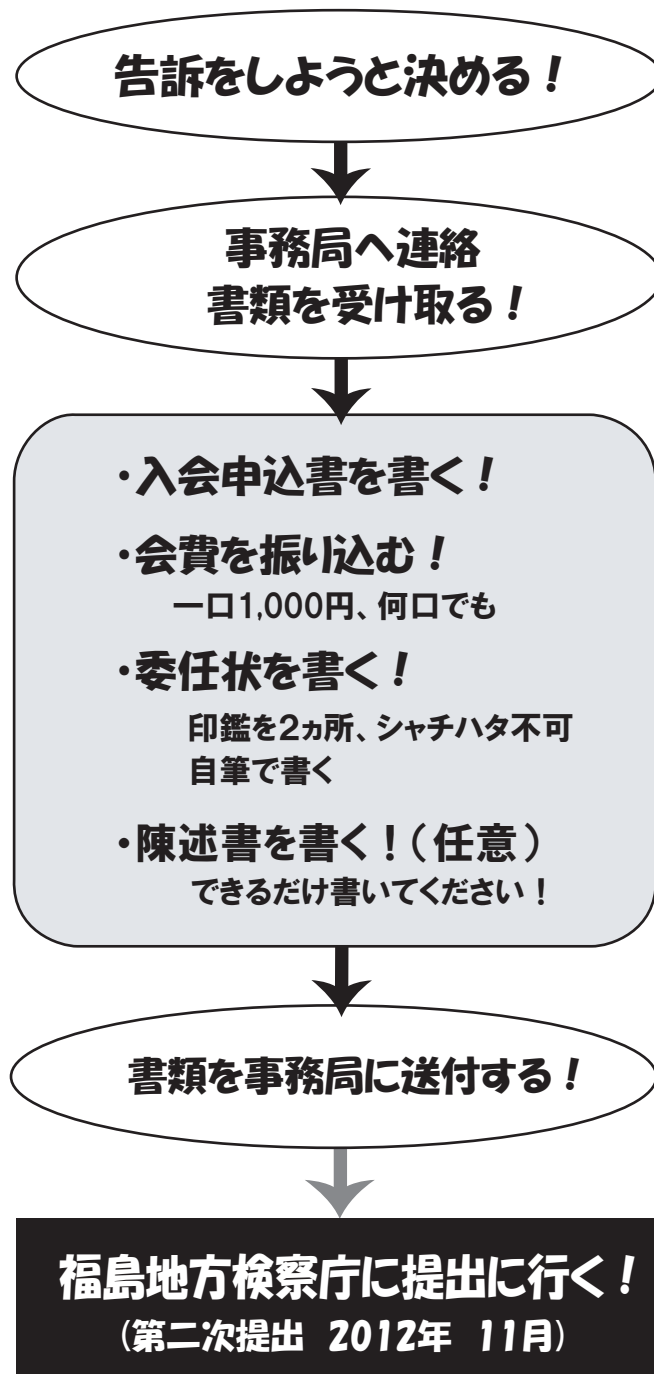 告訴をしようと決める！
事務局へ連絡
書類を受け取る！
・入会申込書を書く！
・会費を振り込む！
一口1,000円、何口でも
・委任状を書く！
印鑑を2ヵ所、シャチハタ不可
自筆で書く
・陳述書を書く！（任意）
できるだけ書いてください！
書類を事務局に送付する！
福島地方検察庁に提出に行く！
（第二次提出 2012年 11月）